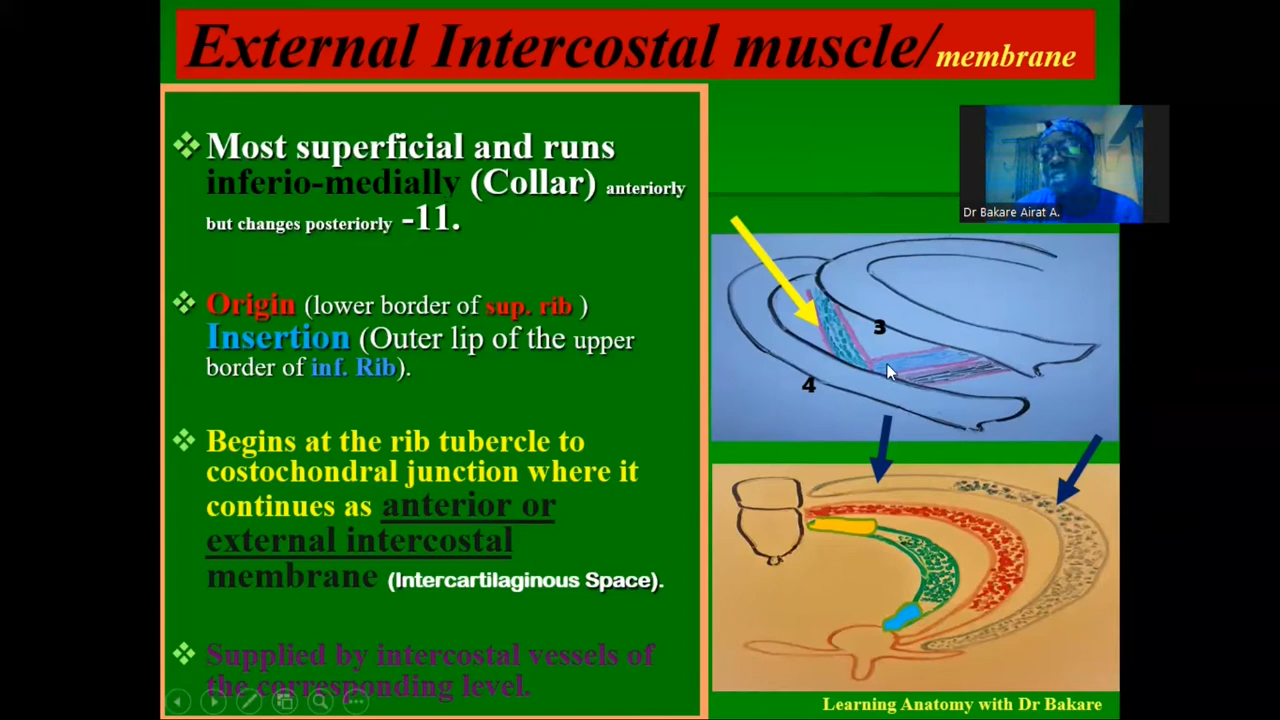 External Intercostal muscle/membrane
Most superficial and runs
inferio-medially (Collar) anteriorly
but changes posteriorly -11.
Origin (lower border of sup. rib )
Insertion (Outer lip of the upper
border of inf. Rib).
Begins at the rib tubercle to
costochondral junction where it
continues as anterior or
external intercostal
membrane (Intercartilaginous Space).
Supplied by intercostal vessels of
the corresponding level.
Dr Bakare Airat A.
3
4
Learning Anatomy with Dr Bakare